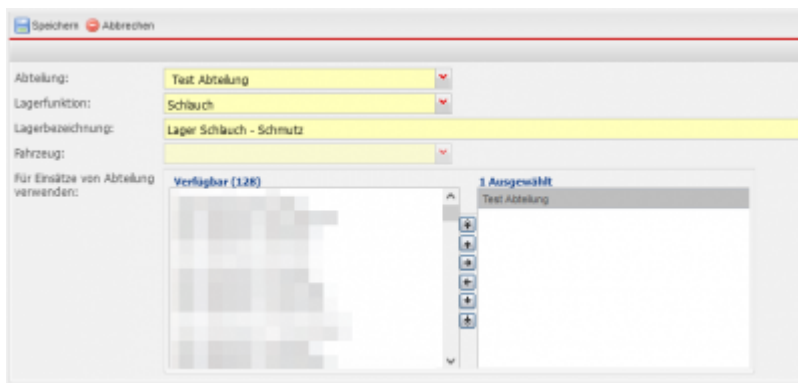 Speichern Abbrechen
Abteilung: Test Abteilung
Lagerfunktion: Schlauch
Lagerbezeichnung: Lager Schlauch - Schmutz
Fahrzeug:
Für Einsätze von Abteilung
verwenden:
Verfügbar (128) 1 Ausgewählt
Test Abteilung